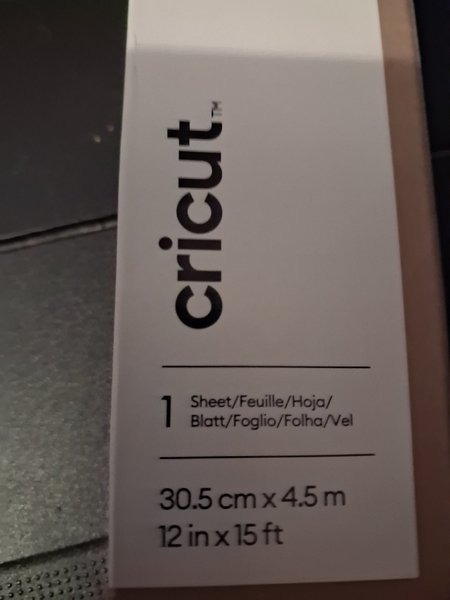 cricut™
1 Sheet/Feuille/Hoja/
Blatt/Foglio/Folha/Vel
30.5 cm x 4.5 m
12 in x 15 ft